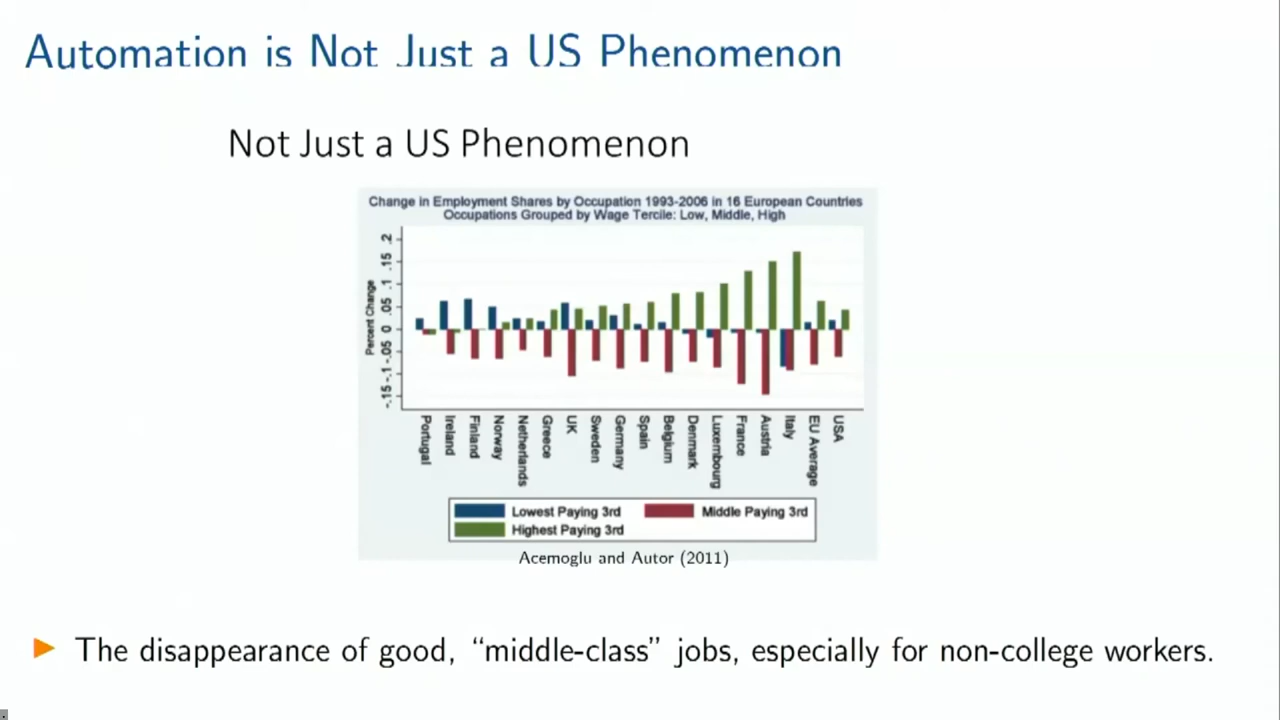 Automation is Not Just a US Phenomenon
Not Just a US Phenomenon
Change in Employment Shares by Occupation 1993-2006 in 16 European Countries
Occupations Grouped by Wage Tercile: Low, Middle, High
Percent Change
.2
.15
.1
.05
0
-.05
-.1
-.15
Portugal
Ireland
Finland
Norway
Netherlands
Greece
UK
Sweden
Germany
Spain
Belgium
Denmark
Luxembourg
France
Austria
Italy
EU Average
USA
Lowest Paying 3rd
Middle Paying 3rd
Highest Paying 3rd
Acemoglu and Autor (2011)
▶ The disappearance of good, “middle-class” jobs, especially for non-college workers.